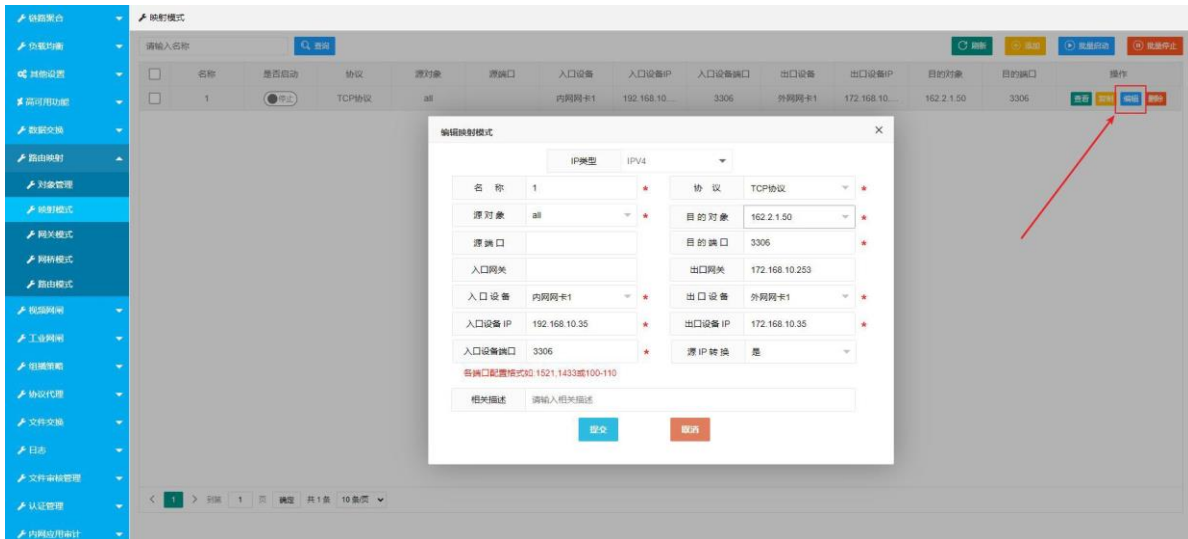 链路聚合
负载均衡
其他设置
高可用功能
数据交换
路由映射
对象管理
映射模式
网关模式
网桥模式
路由模式
视频网闸
工业网闸
组播策略
协议代理
文件交换
日志
文件审核管理
认证管理
内网应用审计
映射模式
请输入名称 查询 刷新 添加 批量启动 批量停止
名称 是否启动 协议 源对象 源端口 入口设备 入口设备IP 入口设备端口 出口设备 出口设备IP 目的对象 目的端口 操作
1 停止 TCP协议 all 内网网卡1 192.168.10.... 3306 外网网卡1 172.168.10.... 162.2.1.50 3306 查看 复制 编辑 删除
编辑映射模式 ×
IP类型 IPV4
名 称 1 * 协 议 TCP协议 *
源对象 all * 目的对象 162.2.1.50 *
源端口 目的端口 3306 *
入口网关 出口网关 172.168.10.253
入口设备 内网网卡1 * 出口设备 外网网卡1 *
入口设备 IP 192.168.10.35 * 出口设备 IP 172.168.10.35 *
入口设备端口 3306 * 源IP转换 是
各端口配置格式如:1521,1433或100-110
相关描述 请输入相关描述
提交 取消
< 1 > 到第 1 页 确定 共 1 条 10 条/页